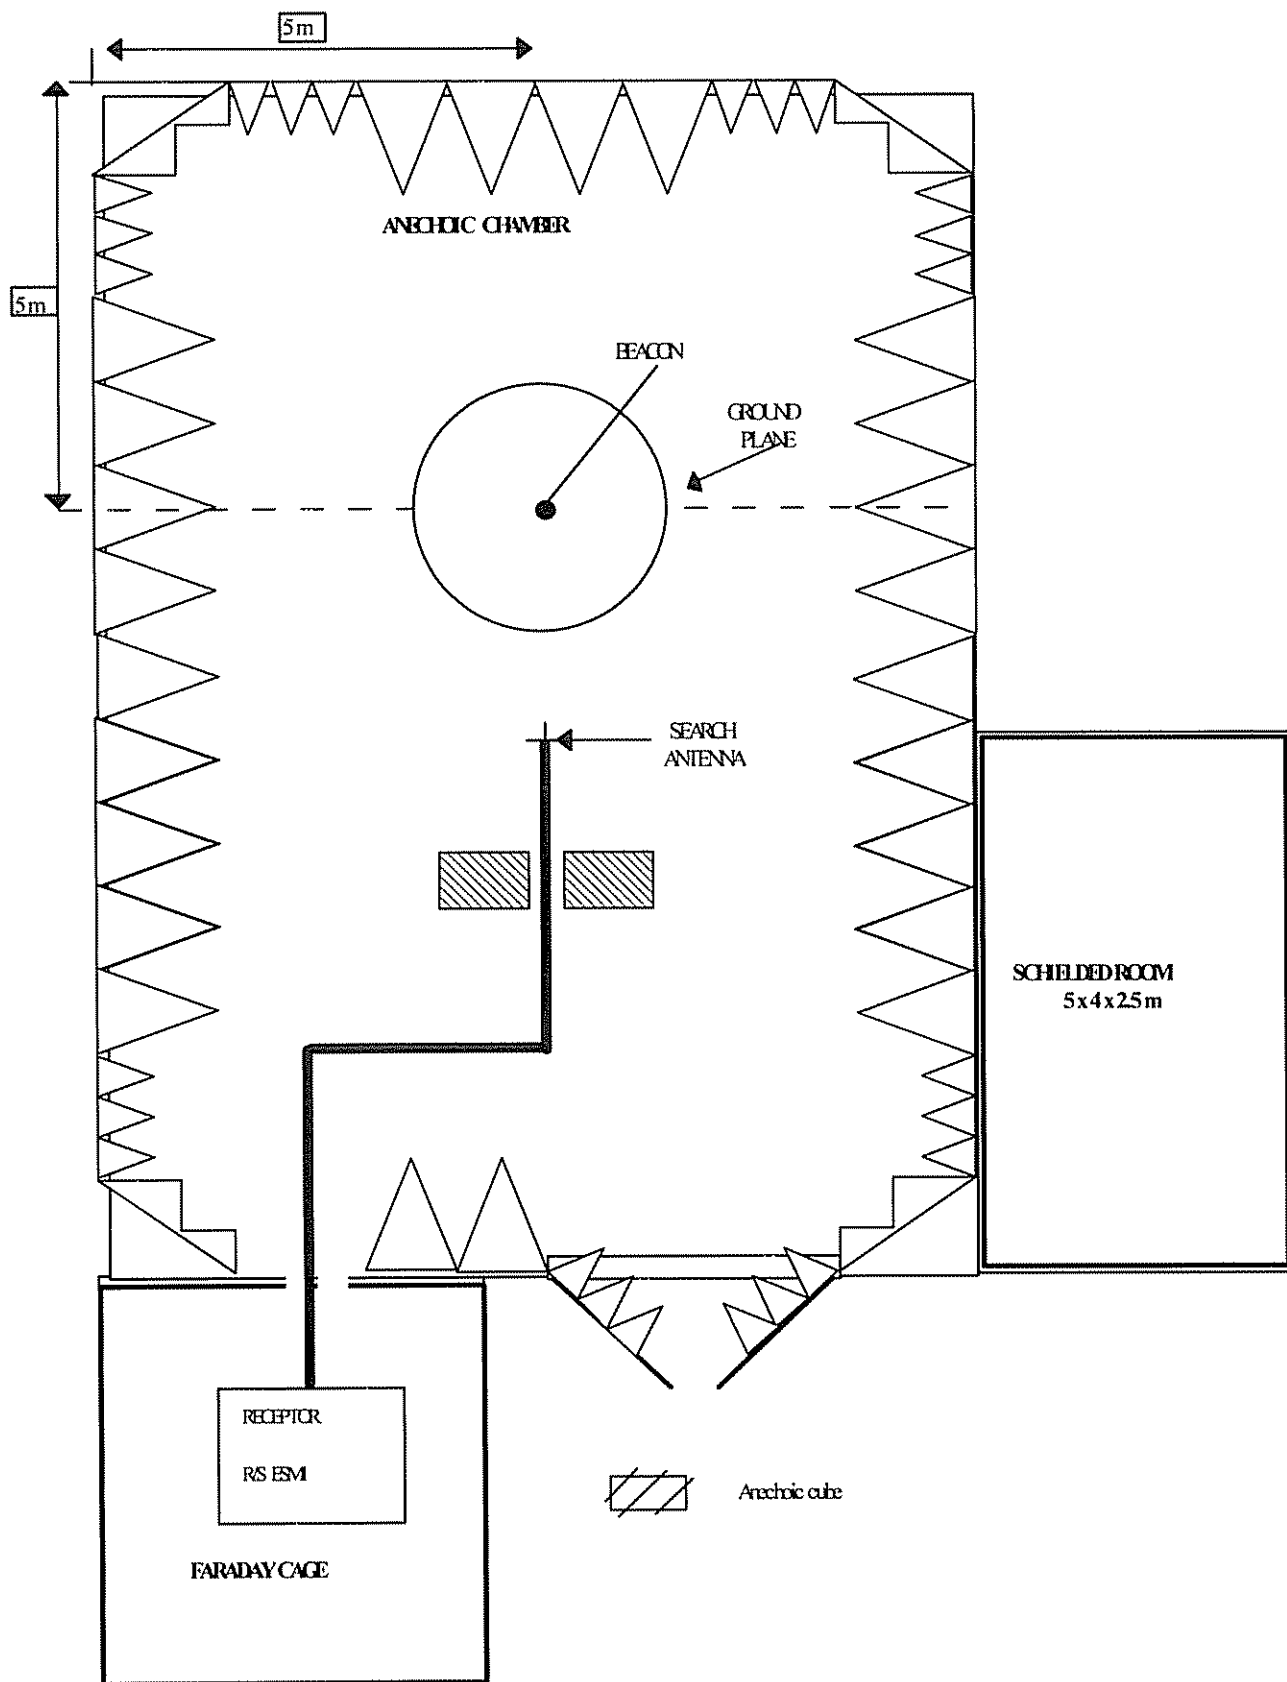 5m
ANECHOIC CHAMBER
5m
BEACON
GROUND
PLANE
SEARCH
ANTENNA
SCHIELDED ROOM
5x4x2.5m
RECEPTOR
R/S ESMI
Anechoic cube
FARADAY CAGE